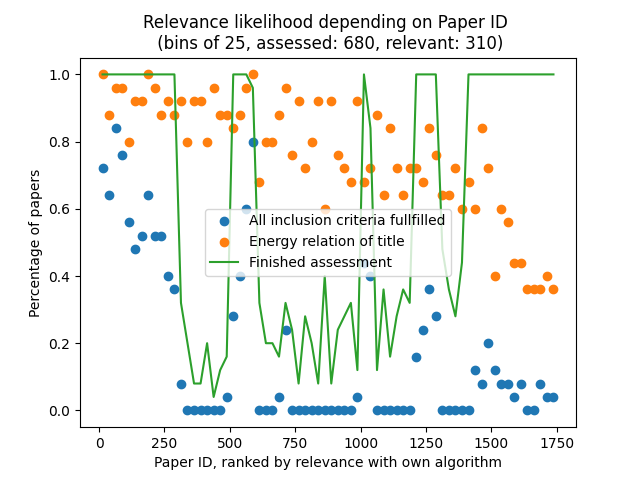 Relevance likelihood depending on Paper ID
(bins of 25, assessed: 680, relevant: 310)
Percentage of papers
1.0
0.8
0.6
0.4
0.2
0.0
All inclusion criteria fullfilled
Energy relation of title
Finished assessment
0
250
500
750
1000
1250
1500
1750
Paper ID, ranked by relevance with own algorithm